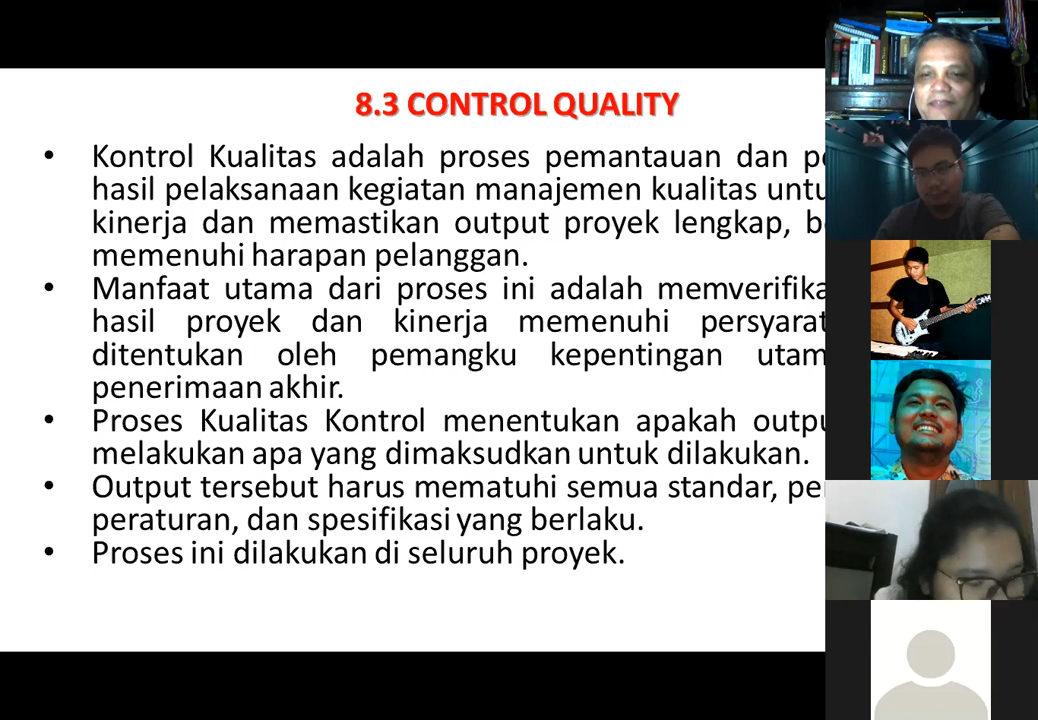 8.3 CONTROL QUALITY
• Kontrol Kualitas adalah proses pemantauan dan
hasil pelaksanaan kegiatan manajemen kualitas
kinerja dan memastikan output proyek lengkap,
memenuhi harapan pelanggan.
• Manfaat utama dari proses ini adalah
hasil proyek dan kinerja memenuhi
ditentukan oleh pemangku kepentingan
penerimaan akhir.
• Proses Kualitas Kontrol menentukan apakah
melakukan apa yang dimaksudkan untuk dilakukan.
• Output tersebut harus mematuhi semua standar,
peraturan, dan spesifikasi yang berlaku.
• Proses ini dilakukan di seluruh proyek.